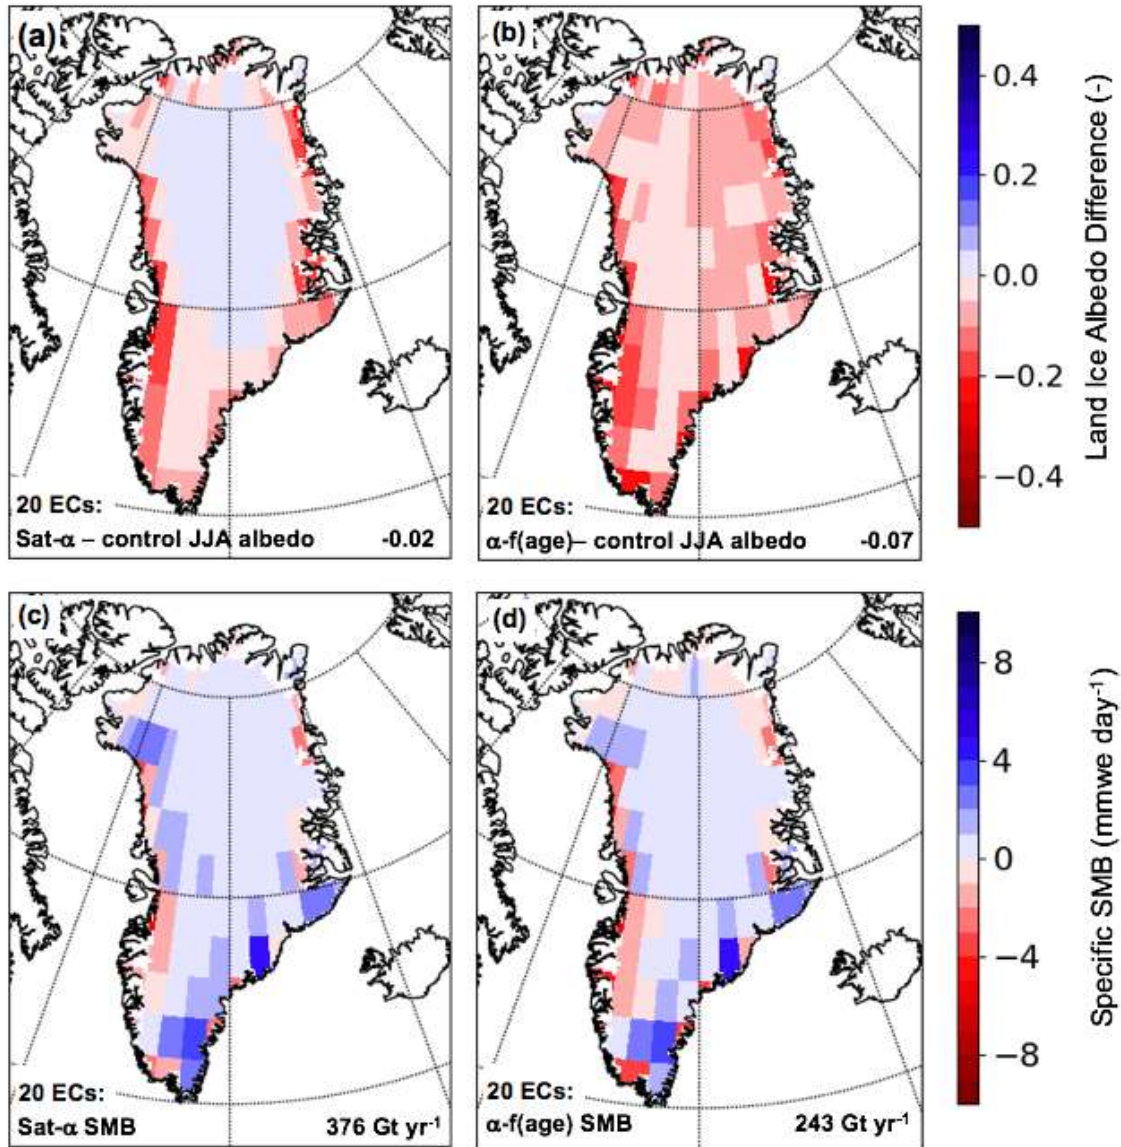 (a)
20 ECs:
Sat-α – control JJA albedo -0.02
(b)
20 ECs:
α-f(age)– control JJA albedo -0.07
0.4
0.2
0.0
−0.2
−0.4
Land Ice Albedo Difference (-)
(c)
20 ECs:
Sat-α SMB 376 Gt yr⁻¹
(d)
20 ECs:
α-f(age) SMB 243 Gt yr⁻¹
8
4
0
−4
−8
Specific SMB (mmwe day⁻¹)